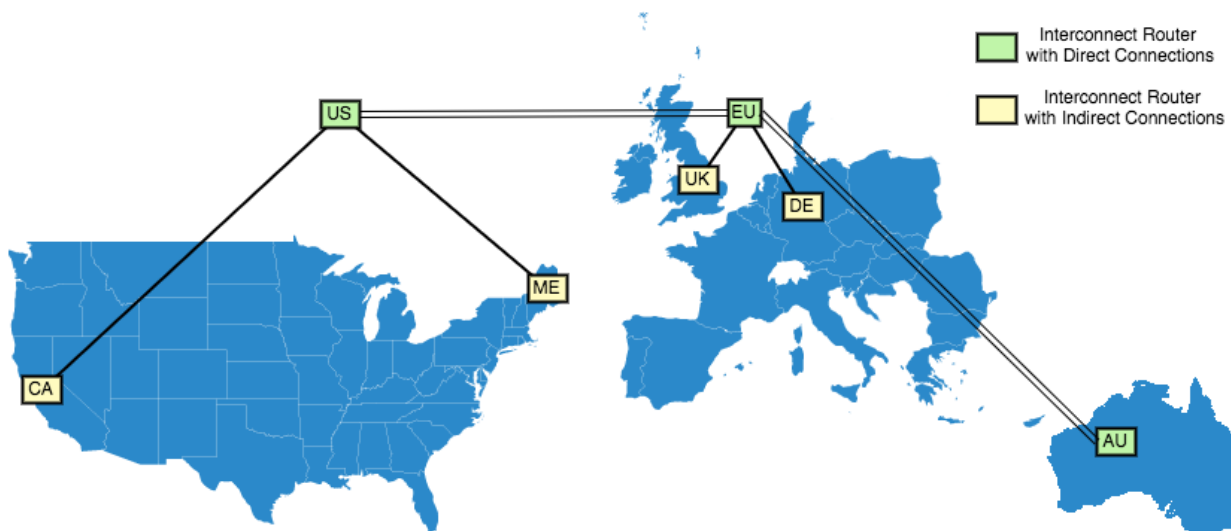 Interconnect Router
with Direct Connections
Interconnect Router
with Indirect Connections
US
EU
UK
DE
ME
CA
AU